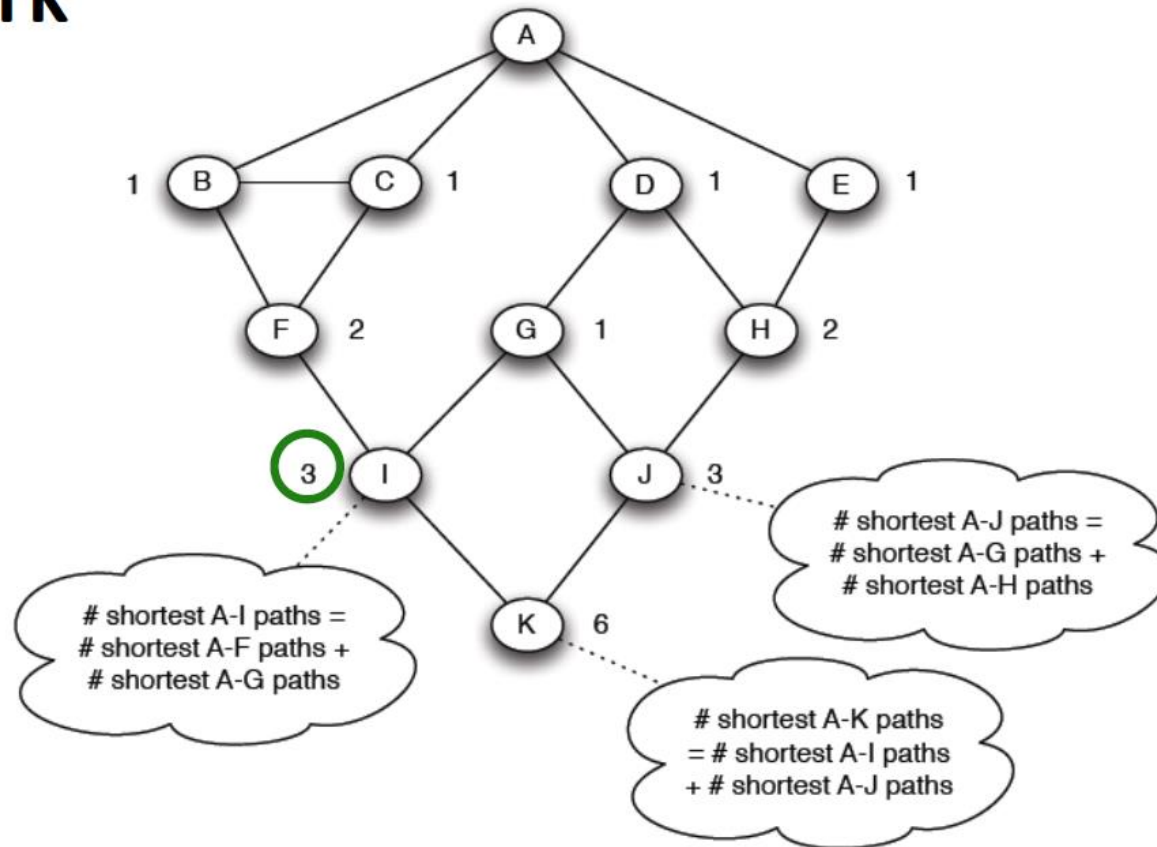 A
1 B C 1 D 1 E 1
F 2 G 1 H 2
3 I J 3
# shortest A-J paths =
# shortest A-G paths +
# shortest A-H paths
# shortest A-I paths =
# shortest A-F paths +
# shortest A-G paths
K 6
# shortest A-K paths
= # shortest A-I paths
+ # shortest A-J paths